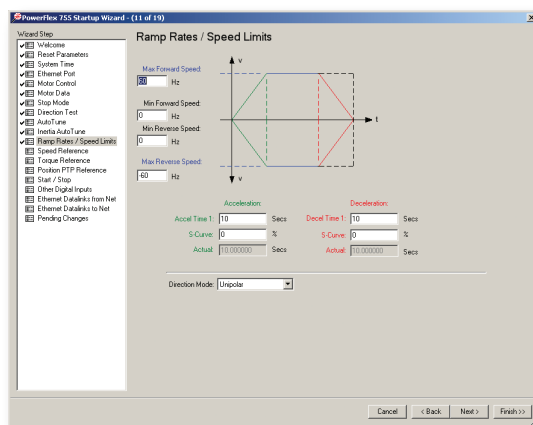 PowerFlex 755 Startup Wizard - (11 of 19)
Wizard Step
Welcome
Reset Parameters
System Time
Ethernet Port
Motor Control
Motor Data
Stop Mode
Direction Test
AutoTune
Inertia AutoTune
Ramp Rates / Speed Limits
Speed Reference
Torque Reference
Position PTP Reference
Start / Stop
Other Digital Inputs
Ethernet Datalinks from Net
Ethernet Datalinks to Net
Pending Changes
Ramp Rates / Speed Limits
Max Forward Speed:
60 Hz
Min Forward Speed:
0 Hz
Min Reverse Speed:
0 Hz
Max Reverse Speed:
-60 Hz
v
t
v
Acceleration:
Accel Time 1: 10 Secs
S-Curve: 0 %
Actual: 10.000000 Secs
Deceleration:
Decel Time 1: 10 Secs
S-Curve: 0 %
Actual: 10.000000 Secs
Direction Mode: Unipolar
Cancel < Back Next > Finish >>